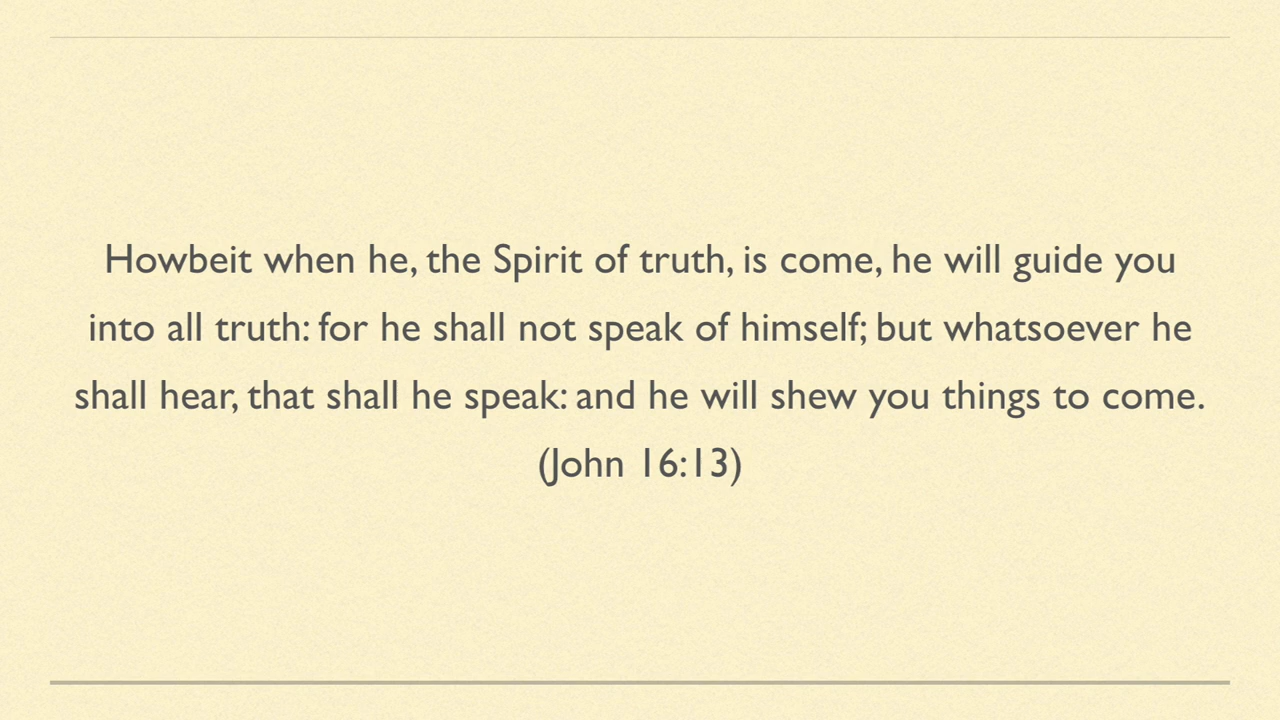 Howbeit when he, the Spirit of truth, is come, he will guide you
into all truth: for he shall not speak of himself; but whatsoever he
shall hear, that shall he speak: and he will shew you things to come.
(John 16:13)